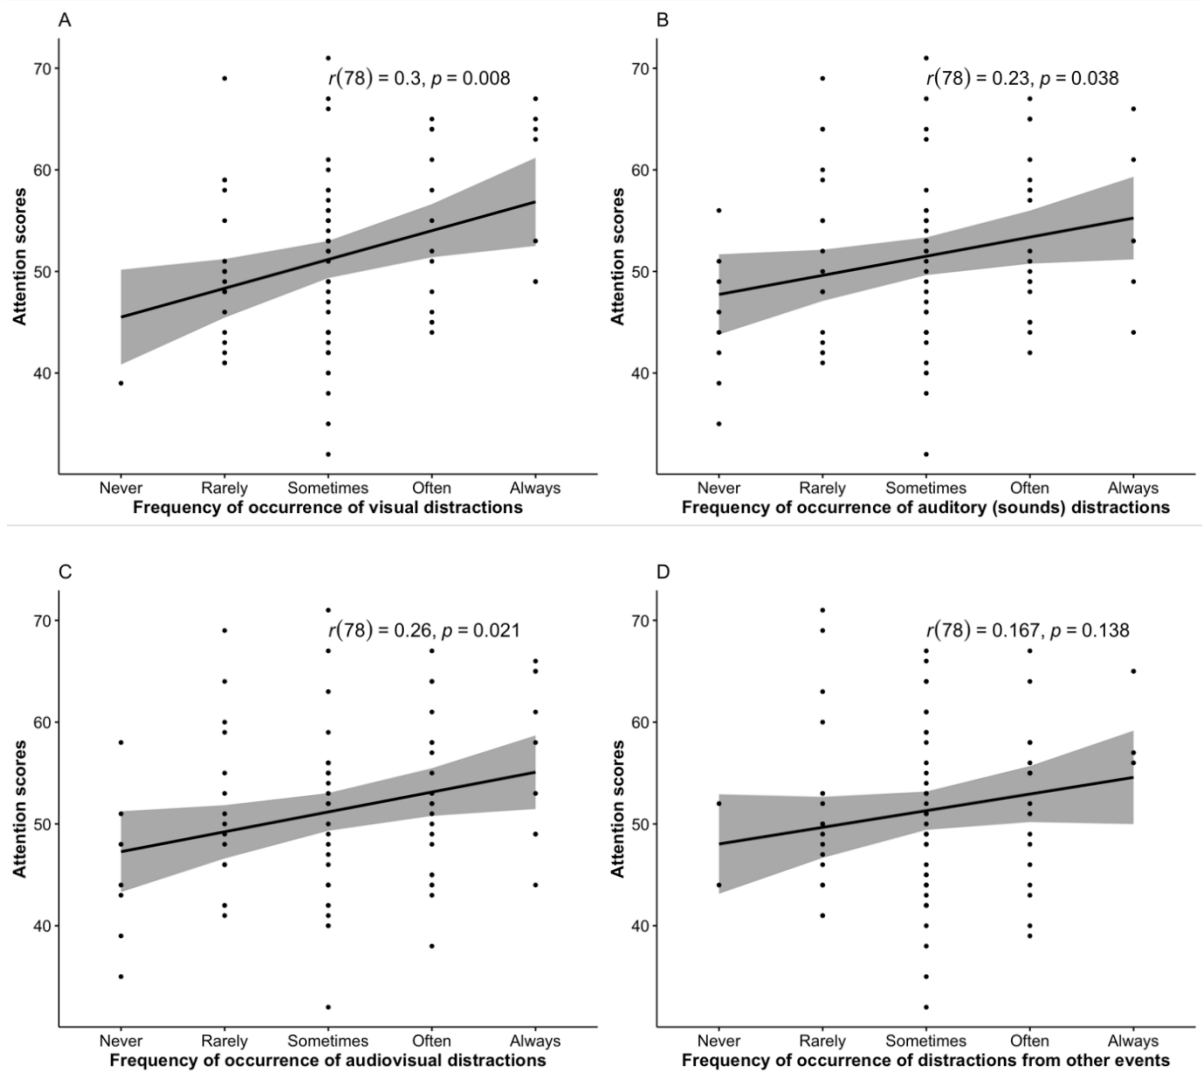 A
70
60
50
40
Attention scores
r(78) = 0.3, p = 0.008
Never Rarely Sometimes Often Always
Frequency of occurrence of visual distractions
B
70
60
50
40
Attention scores
r(78) = 0.23, p = 0.038
Never Rarely Sometimes Often Always
Frequency of occurrence of auditory (sounds) distractions
C
70
60
50
40
Attention scores
r(78) = 0.26, p = 0.021
Never Rarely Sometimes Often Always
Frequency of occurrence of audiovisual distractions
D
70
60
50
40
Attention scores
r(78) = 0.167, p = 0.138
Never Rarely Sometimes Often Always
Frequency of occurrence of distractions from other events